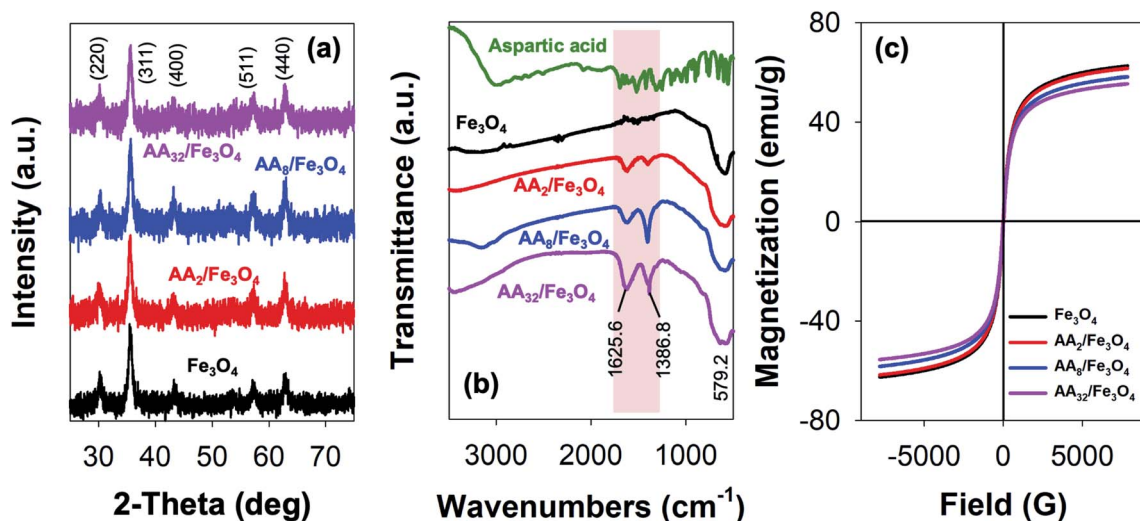 (a)
(220)
(311)
(400)
(511)
(440)
AA₃₂/Fe₃O₄
AA₈/Fe₃O₄
AA₂/Fe₃O₄
Fe₃O₄
Intensity (a.u.)
30 40 50 60 70
2-Theta (deg)
Aspartic acid
Fe₃O₄
AA₂/Fe₃O₄
AA₈/Fe₃O₄
AA₃₂/Fe₃O₄
1625.6
1386.8
579.2
(b)
Transmittance (a.u.)
3000 2000 1000
Wavenumbers (cm⁻¹)
(c)
80
40
0
-40
-80
Magnetization (emu/g)
Fe₃O₄
AA₂/Fe₃O₄
AA₈/Fe₃O₄
AA₃₂/Fe₃O₄
-5000 0 5000
Field (G)